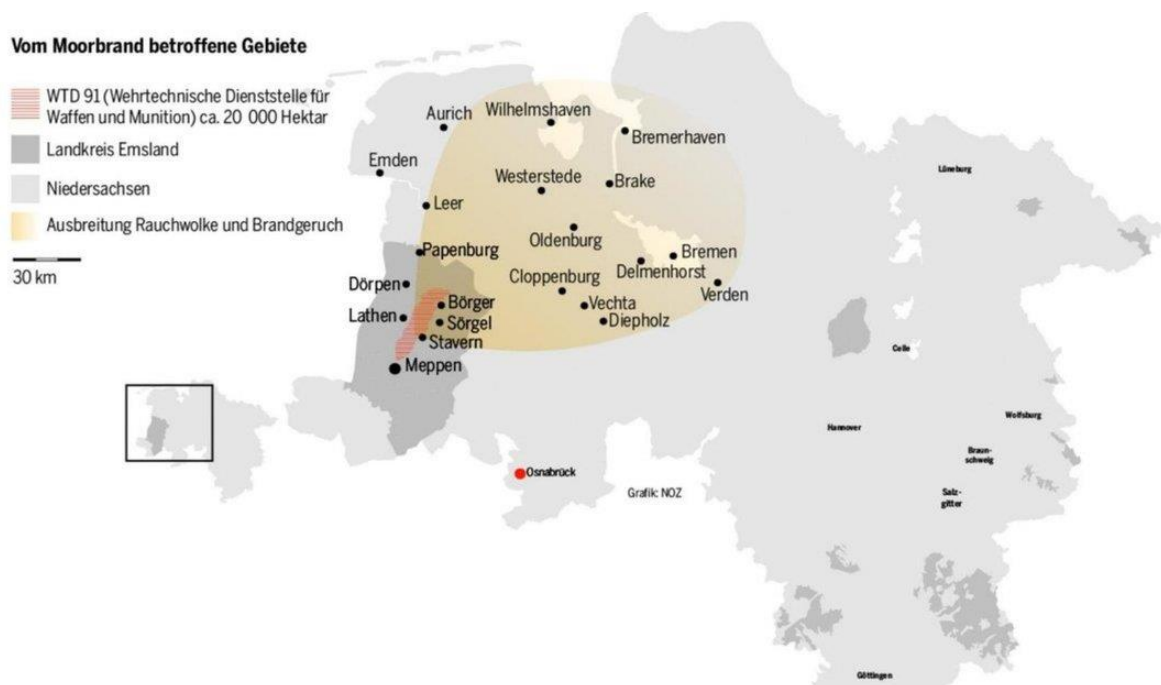 Vom Moorbrand betroffene Gebiete
WTD 91 (Wehrtechnische Dienststelle für
Waffen und Munition) ca. 20 000 Hektar
Landkreis Emsland
Niedersachsen
Ausbreitung Rauchwolke und Brandgeruch
30 km
Aurich
Wilhelmshaven
Bremerhaven
Emden
Westerstede
Brake
Leer
Oldenburg
Papenburg
Bremen
Delmenhorst
Dörpen
Cloppenburg
Verden
Börger
Vechta
Lathen
Sörgel
Diepholz
Stavern
Meppen
Lüneburg
Celle
Wolfsburg
Hannover
Braun-
schweig
Osnabrück
Grafik: NOZ
Salz-
gitter
Göttingen